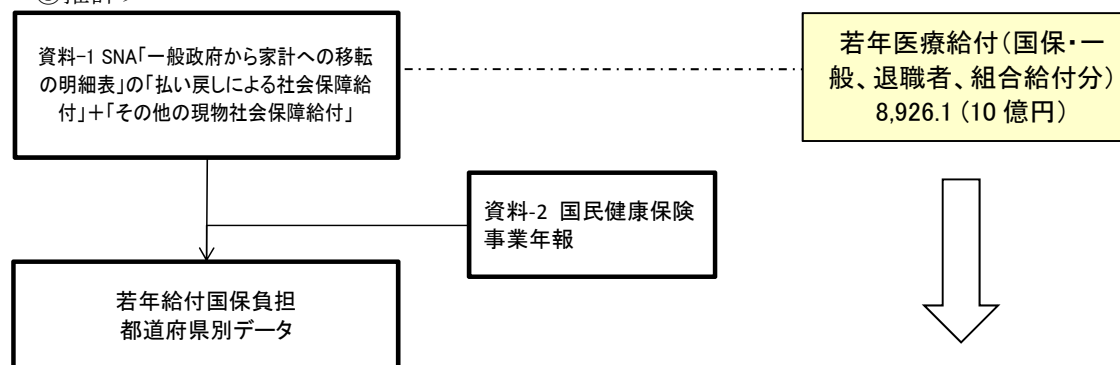 資料-1 SNA「一般政府から家計への移転
の明細表」の「払い戻しによる社会保障給
付」+「その他の現物社会保障給付」
若年医療給付（国保・一
般、退職者、組合給付分）
8,926.1（10 億円）
資料-2 国民健康保険
事業年報
若年給付国保負担
都道府県別データ